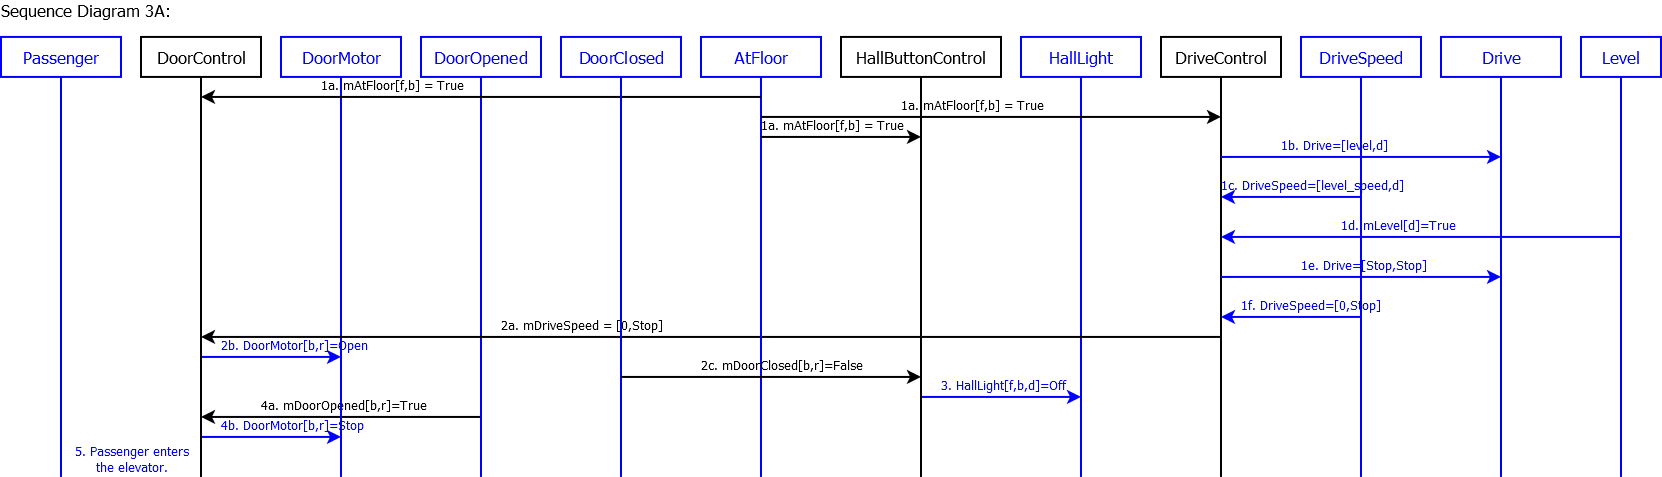 Sequence Diagram 3A:
Passenger
DoorControl
DoorMotor
DoorOpened
DoorClosed
AtFloor
HallButtonControl
HallLight
DriveControl
DriveSpeed
Drive
Level
1a. mAtFloor[f,b] = True
1a. mAtFloor[f,b] = True
1a. mAtFloor[f,b] = True
1b. Drive=[level,d]
1c. DriveSpeed=[level_speed,d]
1d. mLevel[d]=True
1e. Drive=[Stop,Stop]
1f. DriveSpeed=[0,Stop]
2a. mDriveSpeed = [0,Stop]
2b. DoorMotor[b,r]=Open
2c. mDoorClosed[b,r]=False
3. HallLight[f,b,d]=Off
4a. mDoorOpened[b,r]=True
4b. DoorMotor[b,r]=Stop
5. Passenger enters
the elevator.